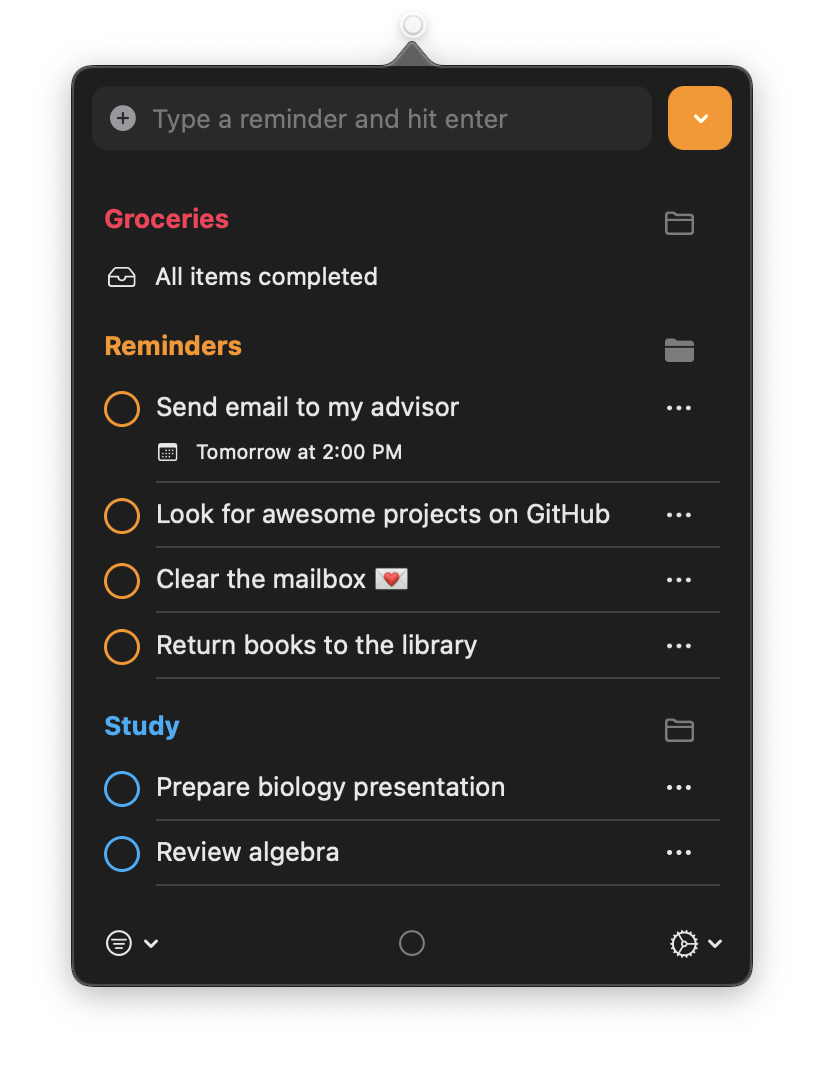 Type a reminder and hit enter
Groceries
All items completed
Reminders
Send email to my advisor
Tomorrow at 2:00 PM
Look for awesome projects on GitHub
Clear the mailbox 💌
Return books to the library
Study
Prepare biology presentation
Review algebra